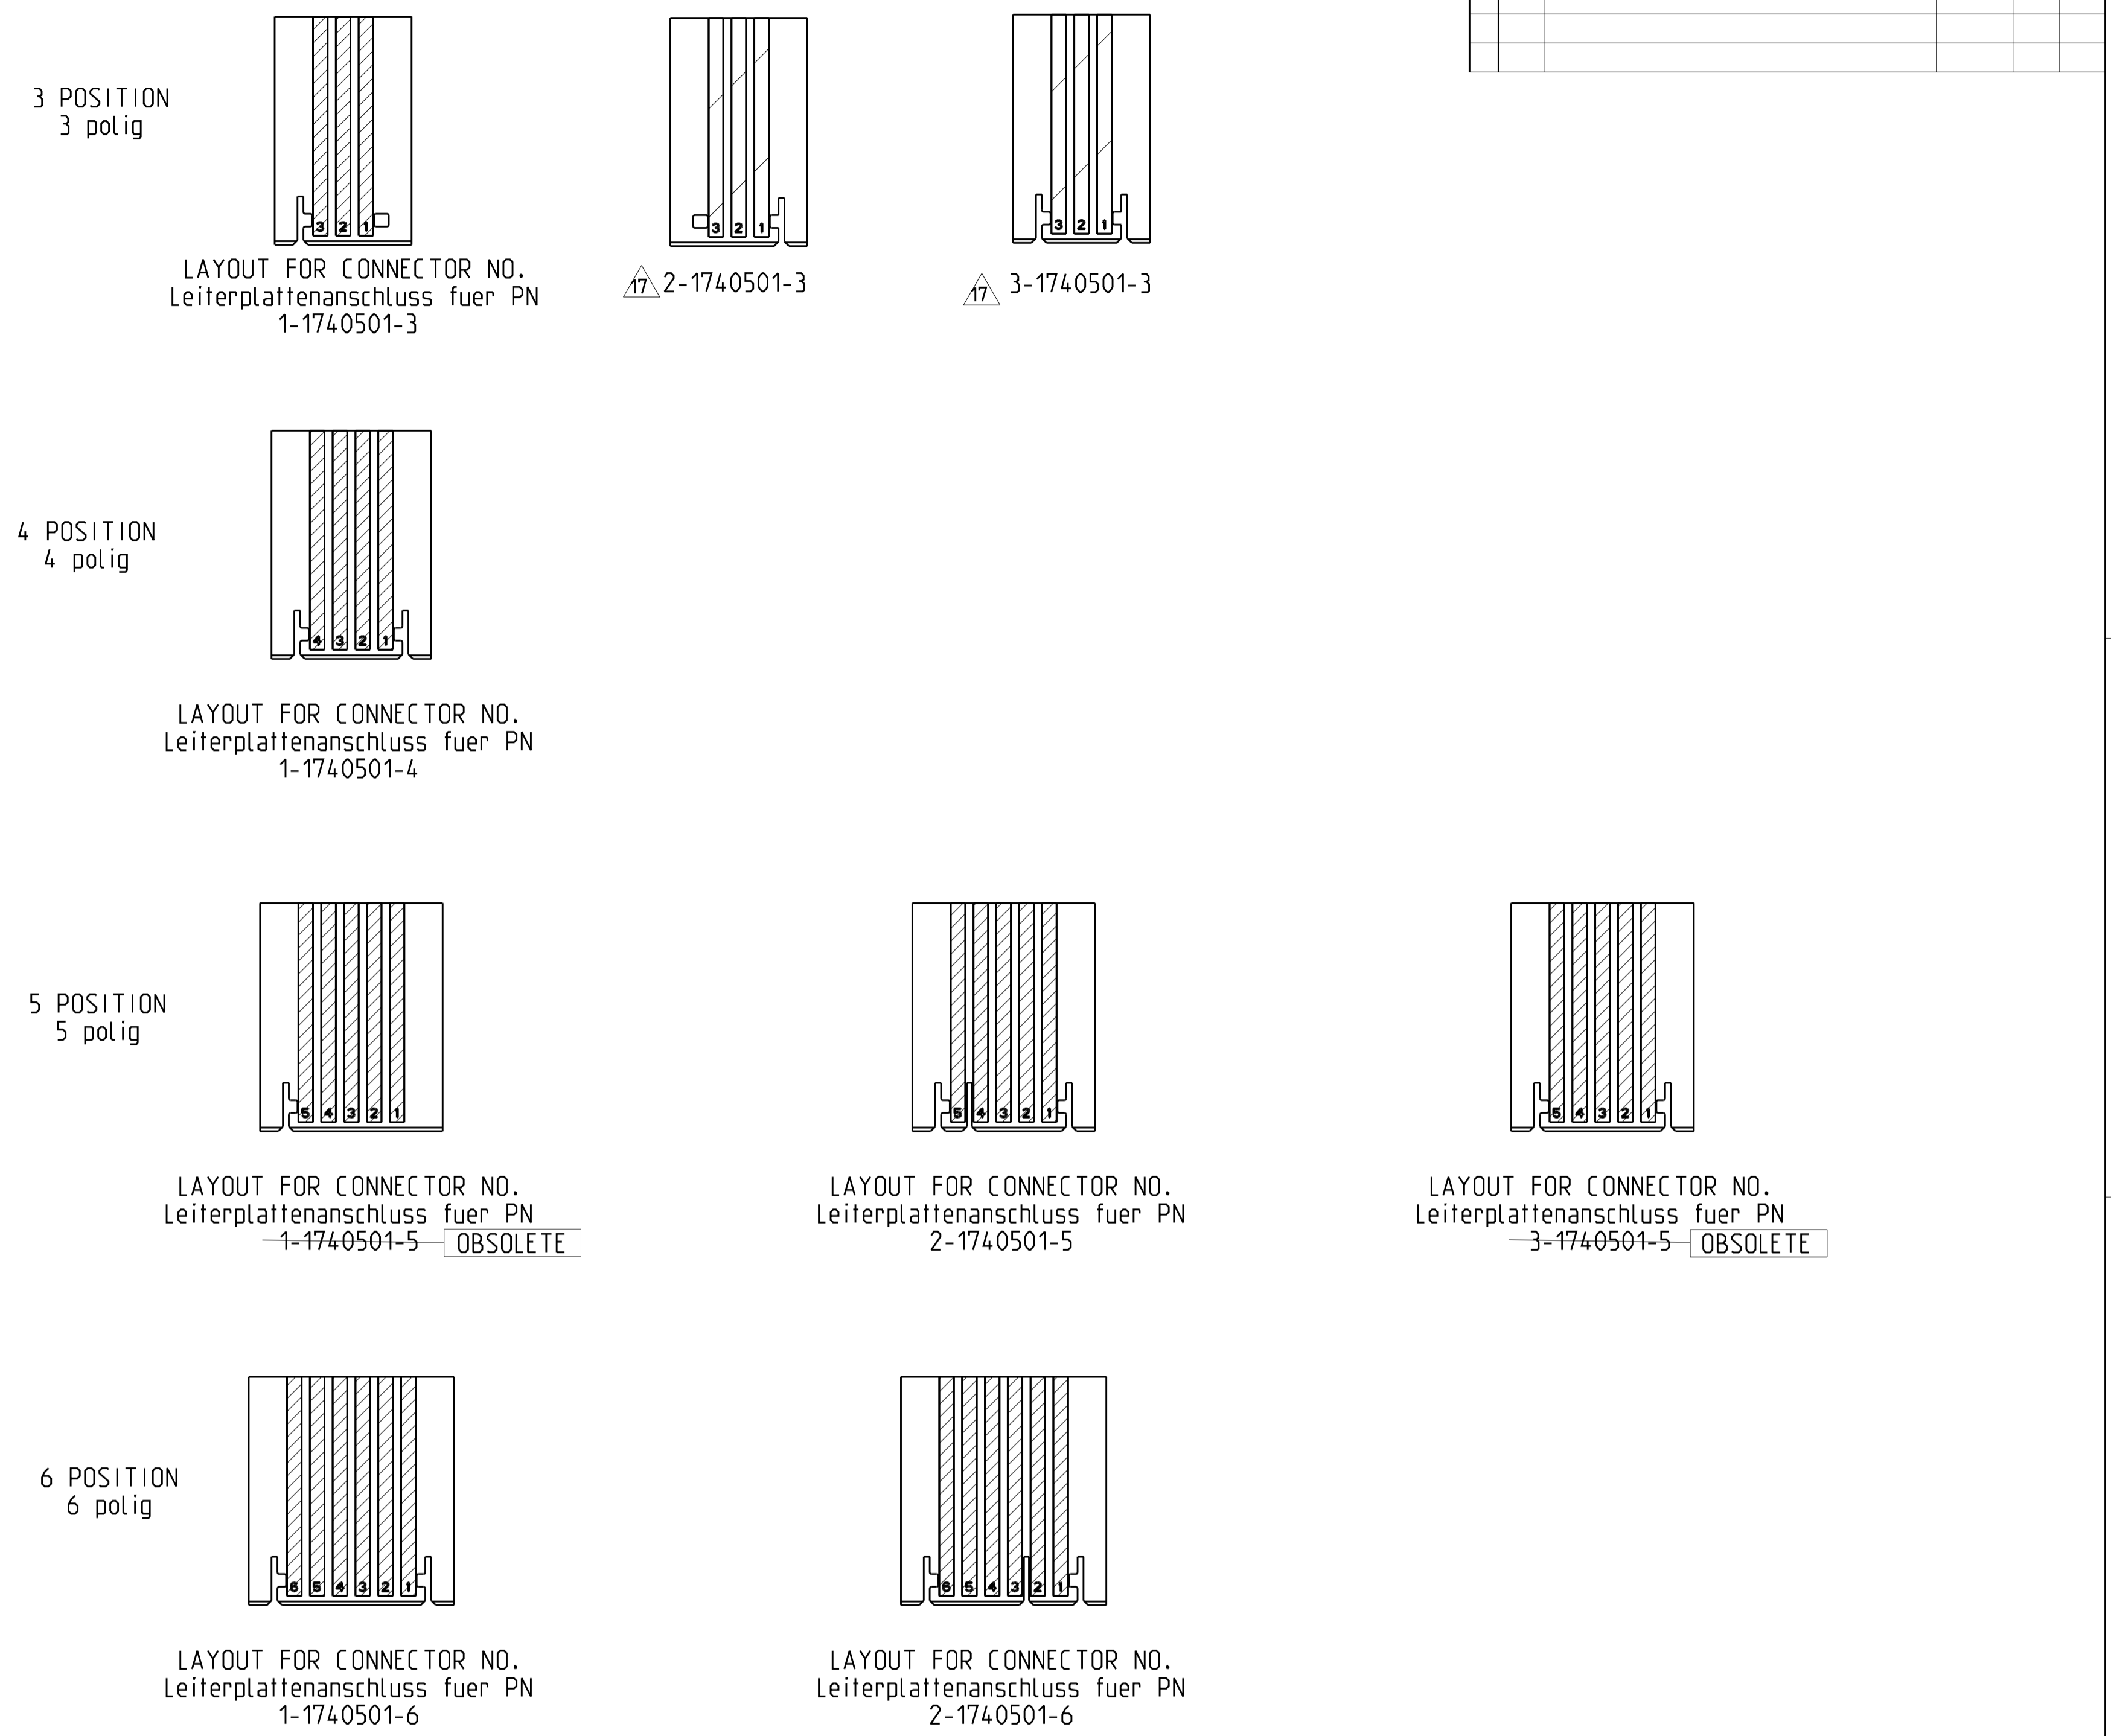 3 POSITION
3 polig
3 2 1
LAYOUT FOR CONNECTOR NO.
Leiterplattenanschluss fuer PN
1-1740501-3
3 2 1
17 2-1740501-3
3 2 1
17 3-1740501-3
4 POSITION
4 polig
4 3 2 1
LAYOUT FOR CONNECTOR NO.
Leiterplattenanschluss fuer PN
1-1740501-4
5 POSITION
5 polig
5 4 3 2 1
LAYOUT FOR CONNECTOR NO.
Leiterplattenanschluss fuer PN
1-1740501-5 OBSOLETE
5 4 3 2 1
LAYOUT FOR CONNECTOR NO.
Leiterplattenanschluss fuer PN
2-1740501-5
5 4 3 2 1
LAYOUT FOR CONNECTOR NO.
Leiterplattenanschluss fuer PN
3-1740501-5 OBSOLETE
6 POSITION
6 polig
6 5 4 3 2 1
LAYOUT FOR CONNECTOR NO.
Leiterplattenanschluss fuer PN
1-1740501-6
6 5 4 3 2 1
LAYOUT FOR CONNECTOR NO.
Leiterplattenanschluss fuer PN
2-1740501-6